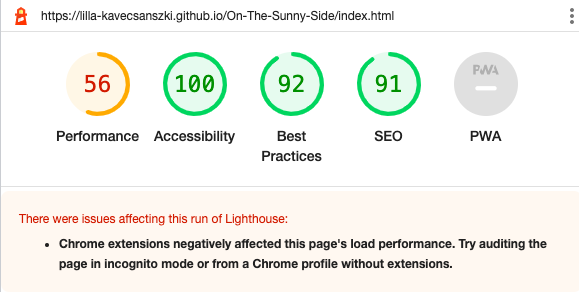 https://lilla-kavecsanszki.github.io/On-The-Sunny-Side/index.html
56
100
92
91
PWA
Performance
Accessibility
Best
Practices
SEO
PWA
There were issues affecting this run of Lighthouse:
• Chrome extensions negatively affected this page's load performance. Try auditing the
page in incognito mode or from a Chrome profile without extensions.